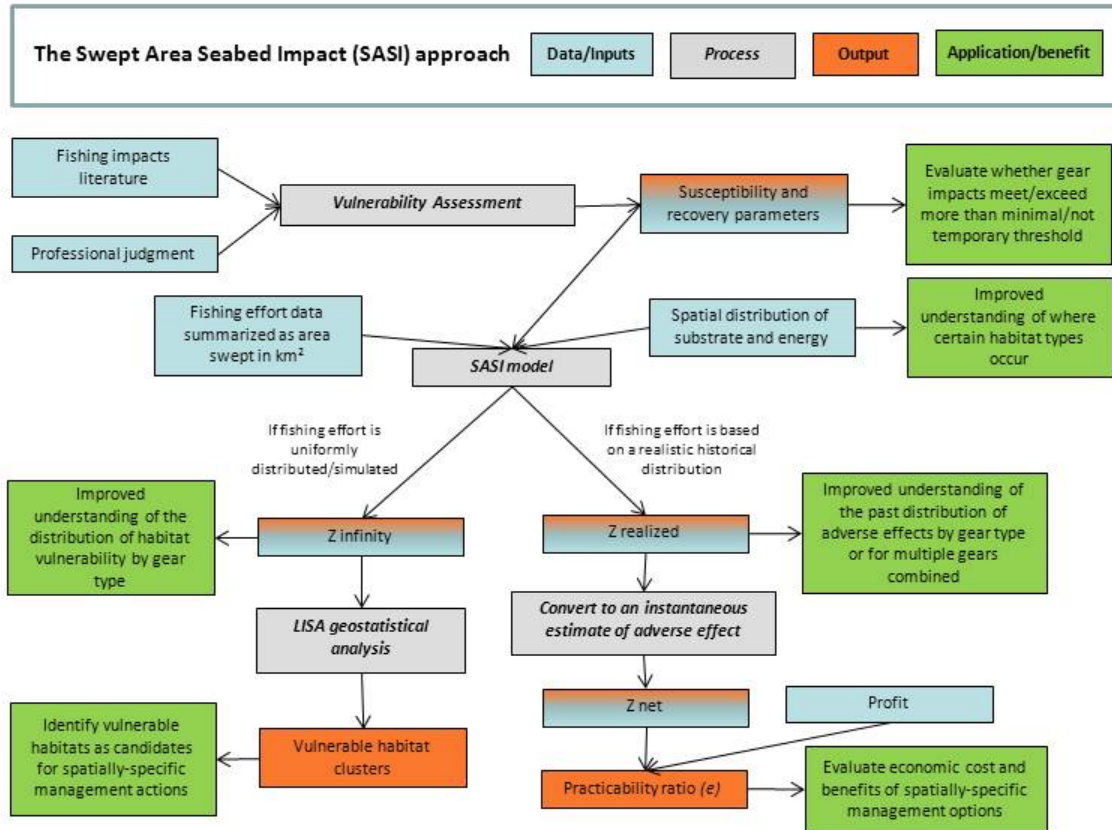 The Swept Area Seabed Impact (SASI) approach
Data/Inputs
Process
Output
Application/benefit
Fishing impacts
literature
Professional judgment
Vulnerability Assessment
Susceptibility and
recovery parameters
Evaluate whether gear
impacts meet/exceed
more than minimal/not
temporary threshold
Fishing effort data
summarized as area
swept in km²
Spatial distribution of
substrate and energy
Improved
understanding of where
certain habitat types
occur
SASI model
If fishing effort is
uniformly
distributed/simulated
If fishing effort is based
on a realistic historical
distribution
Improved
understanding of the
distribution of habitat
vulnerability by gear
type
Z infinity
Z realized
Improved understanding of
the past distribution of
adverse effects by gear type
or for multiple gears
combined
LISA geostatistical
analysis
Convert to an instantaneous
estimate of adverse effect
Z net
Profit
Identify vulnerable
habitats as candidates
for spatially-specific
management actions
Vulnerable habitat
clusters
Practicability ratio (e)
Evaluate economic cost and
benefits of spatially-specific
management options